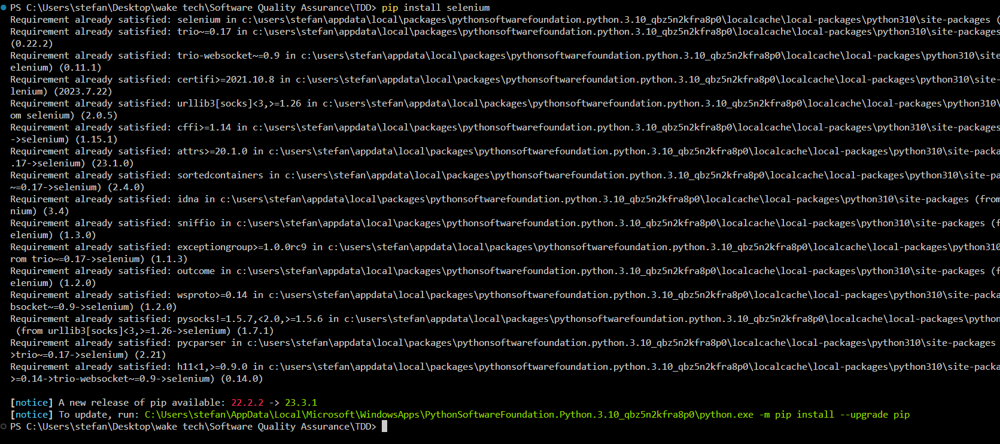 PS C:\Users\stefan\Desktop\wake tech\Software Quality Assurance\TDD> pip install selenium
Requirement already satisfied: selenium in c:\users\stefan\appdata\local\packages\pythonsoftwarefoundation.python.3.10_qbz5n2kfra8p0\localcache\local-packages\python310\site-packages (
Requirement already satisfied: trio~=0.17 in c:\users\stefan\appdata\local\packages\pythonsoftwarefoundation.python.3.10_qbz5n2kfra8p0\localcache\local-packages\python310\site-packages
(0.22.2)
Requirement already satisfied: trio-websocket~=0.9 in c:\users\stefan\appdata\local\packages\pythonsoftwarefoundation.python.3.10_qbz5n2kfra8p0\localcache\local-packages\python310\site
elenium) (0.11.1)
Requirement already satisfied: certifi>=2021.10.8 in c:\users\stefan\appdata\local\packages\pythonsoftwarefoundation.python.3.10_qbz5n2kfra8p0\localcache\local-packages\python310\site-
lenium) (2023.7.22)
Requirement already satisfied: urllib3[socks]<3,>=1.26 in c:\users\stefan\appdata\local\packages\pythonsoftwarefoundation.python.3.10_qbz5n2kfra8p0\localcache\local-packages\python310\
om selenium) (2.0.5)
Requirement already satisfied: cffi>=1.14 in c:\users\stefan\appdata\local\packages\pythonsoftwarefoundation.python.3.10_qbz5n2kfra8p0\localcache\local-packages\python310\site-packages
->selenium) (1.15.1)
Requirement already satisfied: attrs>=20.1.0 in c:\users\stefan\appdata\local\packages\pythonsoftwarefoundation.python.3.10_qbz5n2kfra8p0\localcache\local-packages\python310\site-packa
.17->selenium) (23.1.0)
Requirement already satisfied: sortedcontainers in c:\users\stefan\appdata\local\packages\pythonsoftwarefoundation.python.3.10_qbz5n2kfra8p0\localcache\local-packages\python310\site-pa
~=0.17->selenium) (2.4.0)
Requirement already satisfied: idna in c:\users\stefan\appdata\local\packages\pythonsoftwarefoundation.python.3.10_qbz5n2kfra8p0\localcache\local-packages\python310\site-packages (from
nium) (3.4)
Requirement already satisfied: sniffio in c:\users\stefan\appdata\local\packages\pythonsoftwarefoundation.python.3.10_qbz5n2kfra8p0\localcache\local-packages\python310\site-packages (f
elenium) (1.3.0)
Requirement already satisfied: exceptiongroup>=1.0.0rc9 in c:\users\stefan\appdata\local\packages\pythonsoftwarefoundation.python.3.10_qbz5n2kfra8p0\localcache\local-packages\python310
rom trio~=0.17->selenium) (1.1.3)
Requirement already satisfied: outcome in c:\users\stefan\appdata\local\packages\pythonsoftwarefoundation.python.3.10_qbz5n2kfra8p0\localcache\local-packages\python310\site-packages (f
elenium) (1.2.0)
Requirement already satisfied: wsproto>=0.14 in c:\users\stefan\appdata\local\packages\pythonsoftwarefoundation.python.3.10_qbz5n2kfra8p0\localcache\local-packages\python310\site-packa
bsocket~=0.9->selenium) (1.2.0)
Requirement already satisfied: pysocks!=1.5.7,<2.0,>=1.5.6 in c:\users\stefan\appdata\local\packages\pythonsoftwarefoundation.python.3.10_qbz5n2kfra8p0\localcache\local-packages\python
(from urllib3[socks]<3,>=1.26->selenium) (1.7.1)
Requirement already satisfied: pycparser in c:\users\stefan\appdata\local\packages\pythonsoftwarefoundation.python.3.10_qbz5n2kfra8p0\localcache\local-packages\python310\site-packages
>trio~=0.17->selenium) (2.21)
Requirement already satisfied: h11<1,>=0.9.0 in c:\users\stefan\appdata\local\packages\pythonsoftwarefoundation.python.3.10_qbz5n2kfra8p0\localcache\local-packages\python310\site-packa
>=0.14->trio-websocket~=0.9->selenium) (0.14.0)
[notice] A new release of pip available: 22.2.2 -> 23.3.1
[notice] To update, run: C:\Users\stefan\AppData\Local\Microsoft\WindowsApps\PythonSoftwareFoundation.Python.3.10_qbz5n2kfra8p0\python.exe -m pip install --upgrade pip
PS C:\Users\stefan\Desktop\wake tech\Software Quality Assurance\TDD>